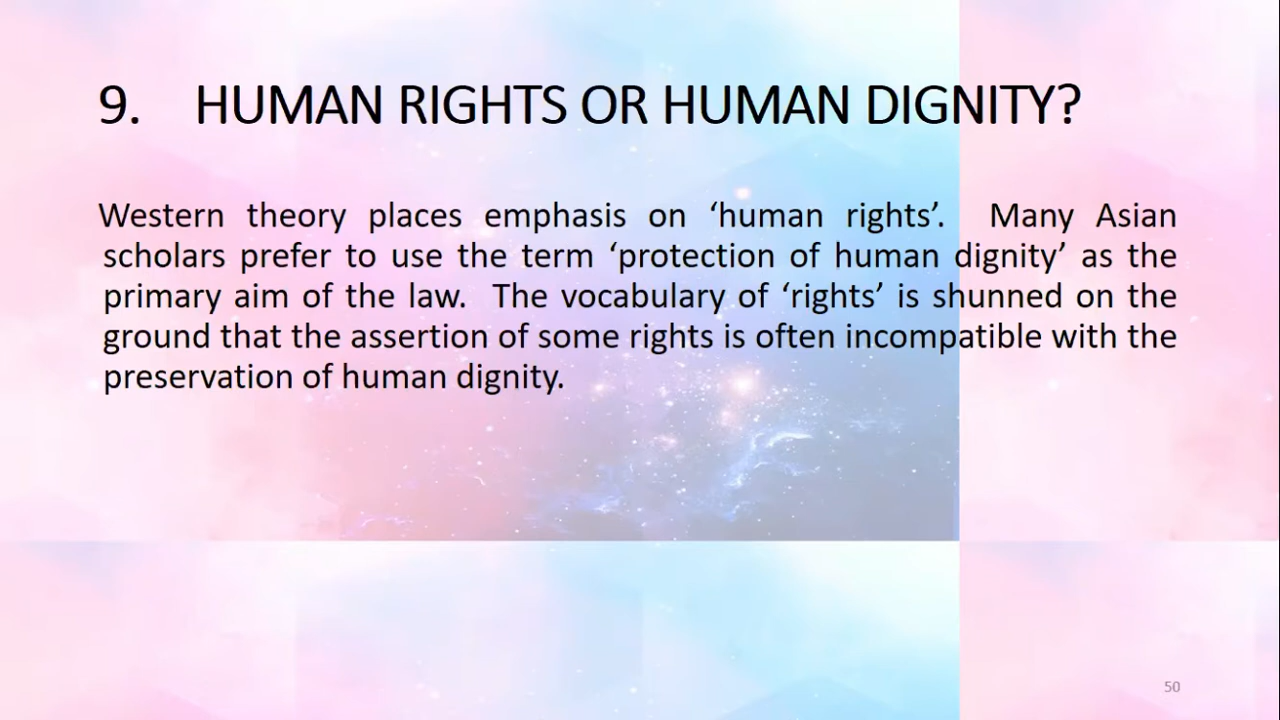 9. HUMAN RIGHTS OR HUMAN DIGNITY?
Western theory places emphasis on ‘human rights’. Many Asian
scholars prefer to use the term ‘protection of human dignity’ as the
primary aim of the law. The vocabulary of ‘rights’ is shunned on the
ground that the assertion of some rights is often incompatible with the
preservation of human dignity.
50